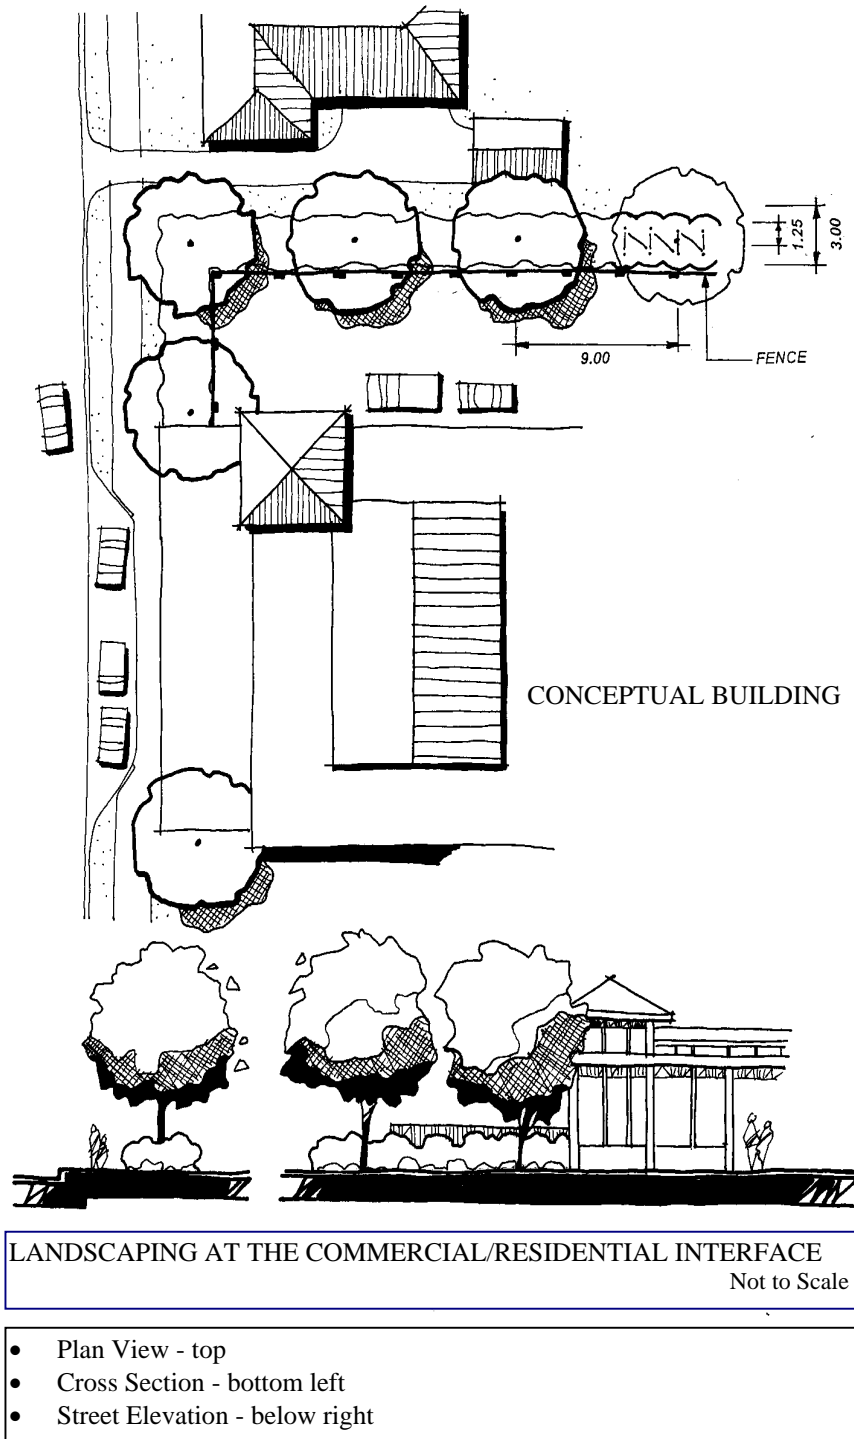 1.25
3.00
9.00
FENCE
CONCEPTUAL BUILDING
LANDSCAPING AT THE COMMERCIAL/RESIDENTIAL INTERFACE
Not to Scale
• Plan View - top
• Cross Section - bottom left
• Street Elevation - below right